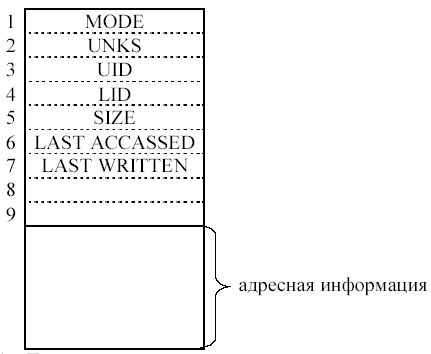 1 MODE
2 UNKS
3 UID
4 LID
5 SIZE
6 LAST ACCASSED
7 LAST WRITTEN
8
9
адресная информация